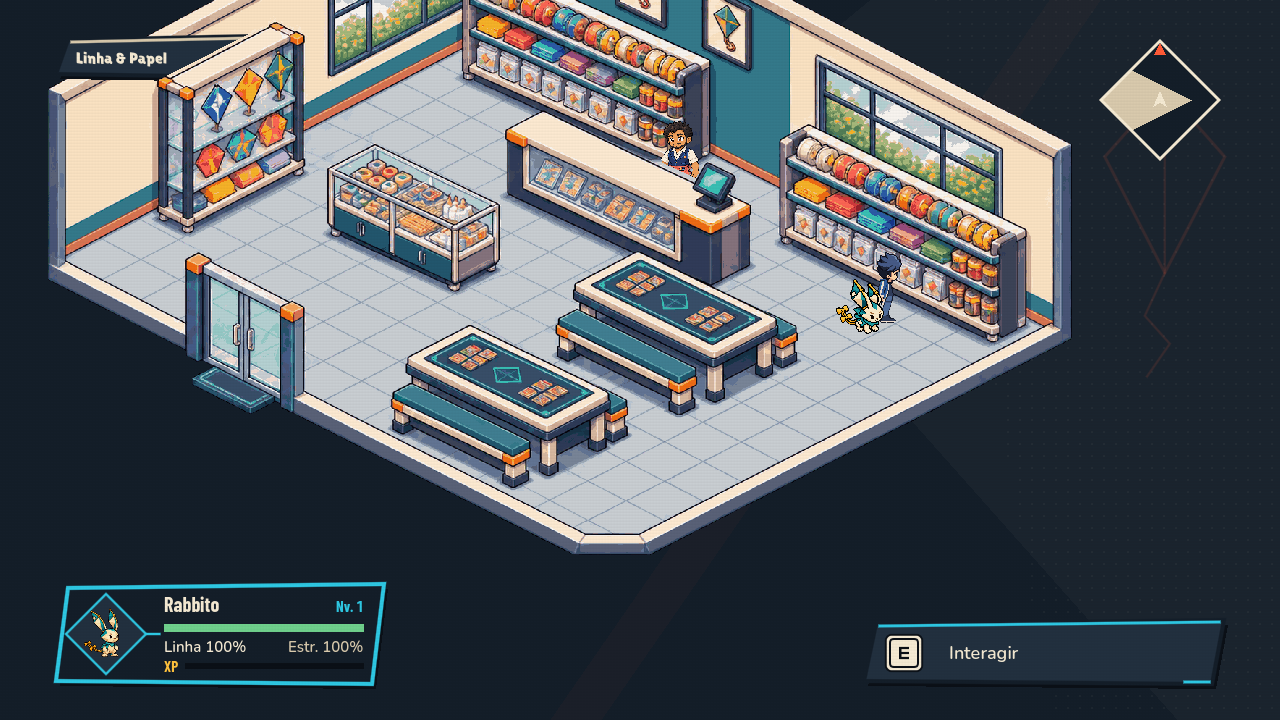 Linha & Papel
Rabbito
Nv. 1
Linha 100%
Estr. 100%
XP
E
Interagir